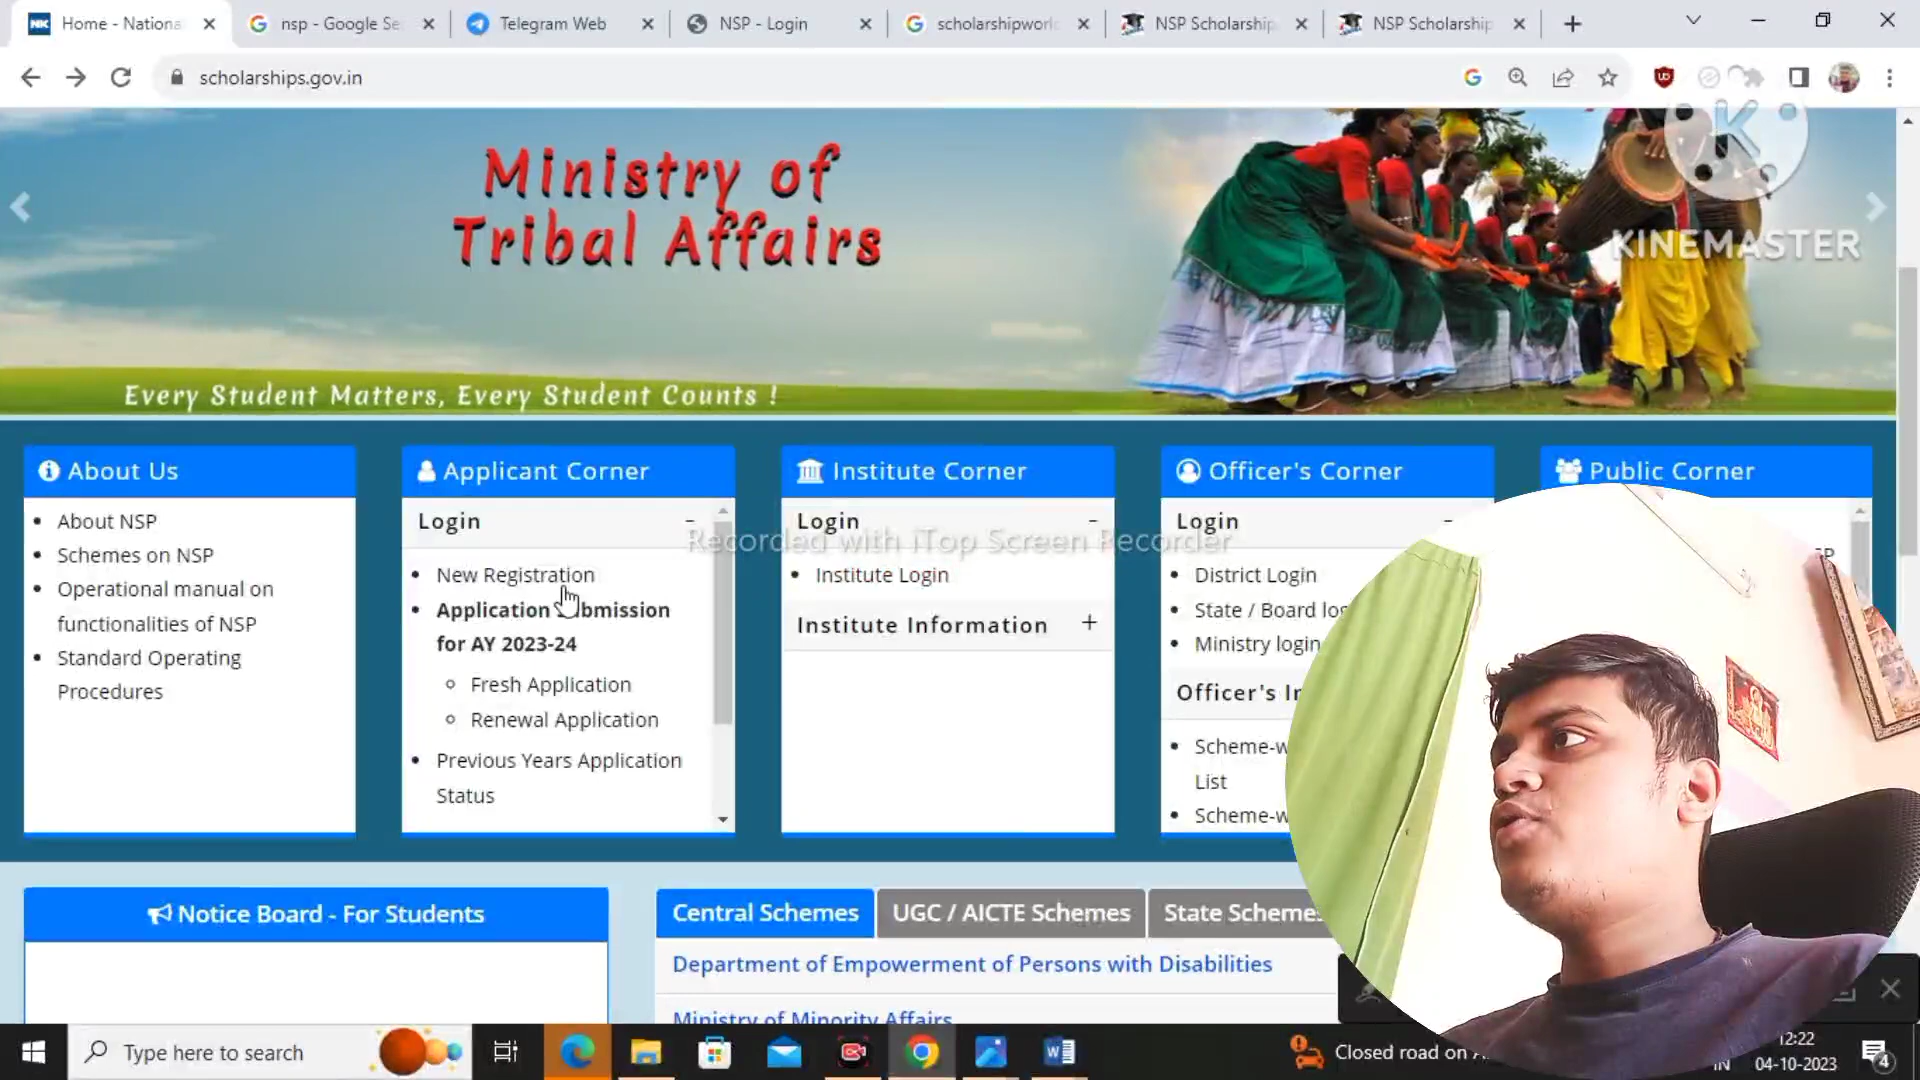 Home - Nationa
nsp - Google Se
Telegram Web
NSP - Login
scholarshipworl
NSP Scholarship
NSP Scholarship
scholarships.gov.in
Ministry of
Tribal Affairs
K
KINEMASTER
Every Student Matters, Every Student Counts !
About Us
About NSP
Schemes on NSP
Operational manual on
functionalities of NSP
Standard Operating
Procedures
Applicant Corner
Login
New Registration
Application Submission
for AY 2023-24
Fresh Application
Renewal Application
Previous Years Application
Status
Institute Corner
Login
Recorded with iTop Screen Recorder
Institute Login
Institute Information
Officer's Corner
Login
District Login
State / Board log
Ministry login
Officer's In
Scheme-w
List
Scheme-w
Public Corner
Notice Board - For Students
Central Schemes
UGC / AICTE Schemes
State Schemes
Department of Empowerment of Persons with Disabilities
Ministry of Minority Affairs
Type here to search
Closed road on
IN
12:22
04-10-2023
4